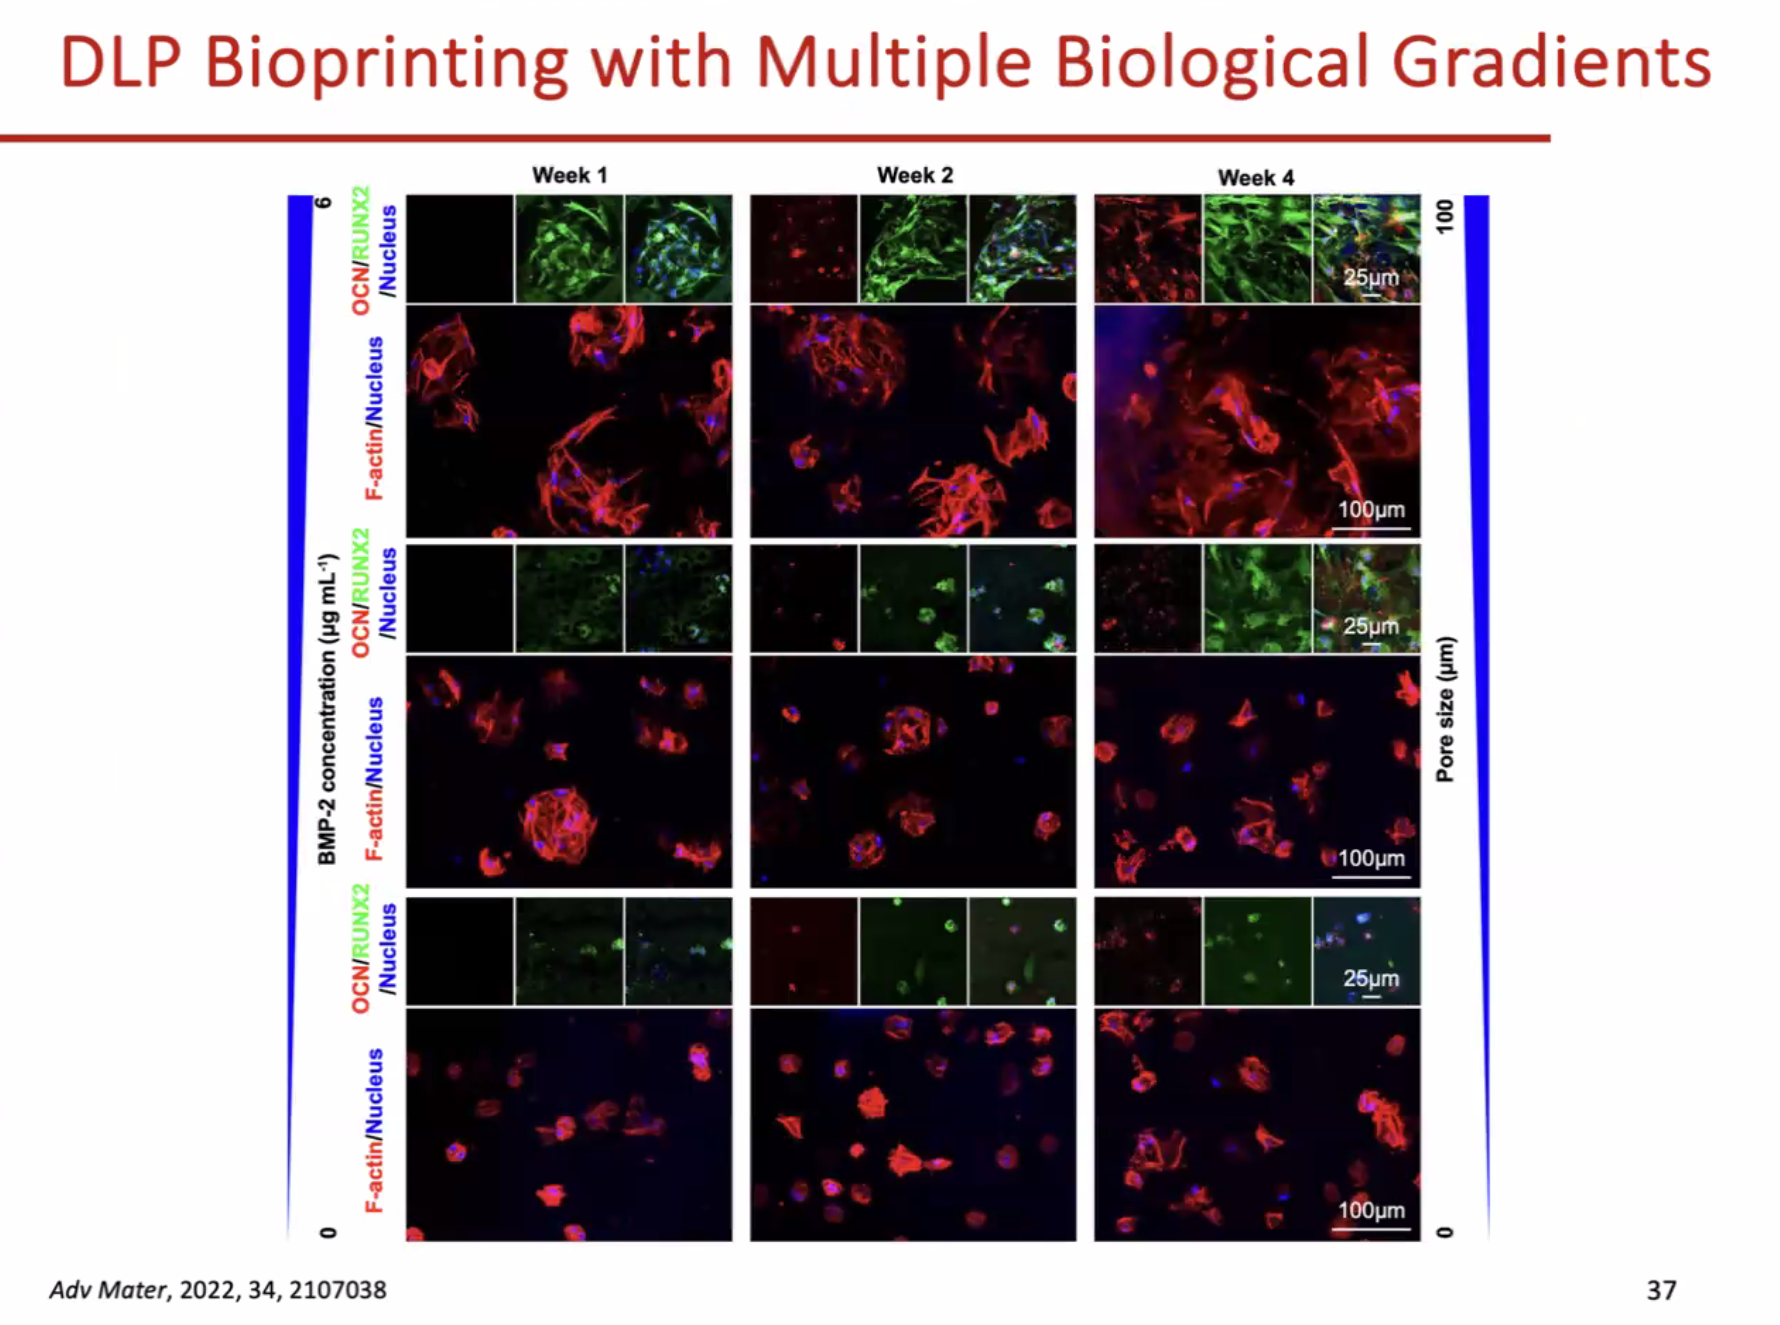 DLP Bioprinting with Multiple Biological Gradients
Week 1
Week 2
Week 4
6
BMP-2 concentration (µg mL⁻¹)
0
OCN/RUNX2
/Nucleus
25µm
F-actin/Nucleus
100µm
OCN/RUNX2
/Nucleus
25µm
F-actin/Nucleus
100µm
OCN/RUNX2
/Nucleus
25µm
F-actin/Nucleus
100µm
100
Pore size (µm)
0
Adv Mater, 2022, 34, 2107038
37